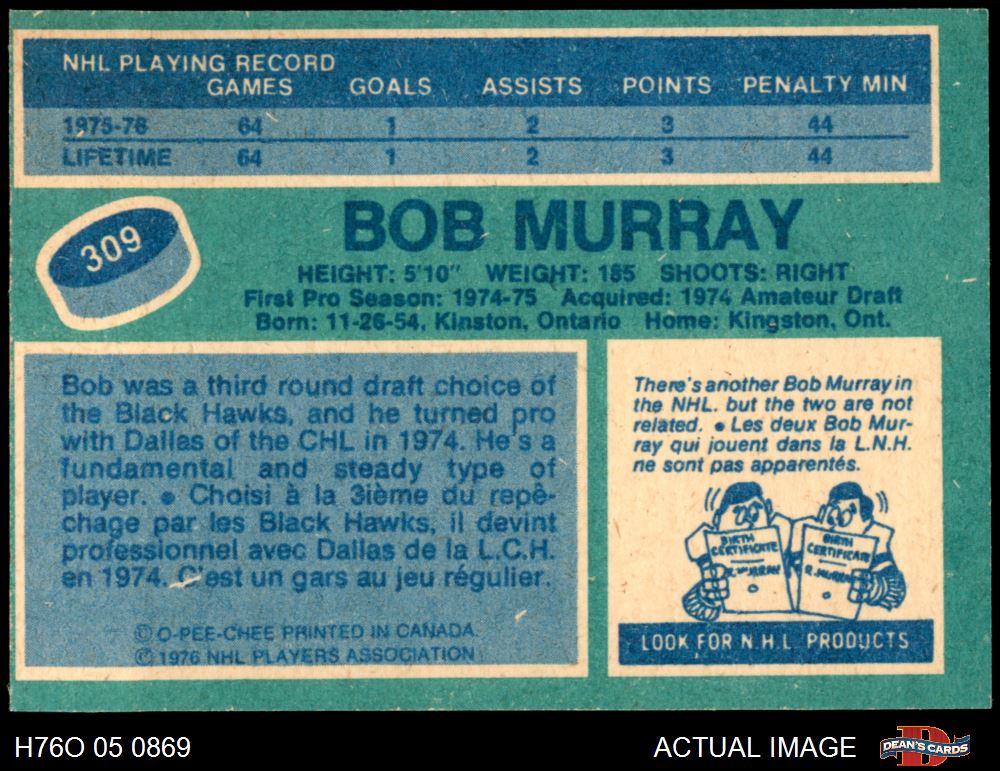 NHL PLAYING RECORD
GAMES GOALS ASSISTS POINTS PENALTY MIN
1975-76 64 1 2 3 44
LIFETIME 64 1 2 3 44
309
BOB MURRAY
HEIGHT: 5'10" WEIGHT: 185 SHOOTS: RIGHT
First Pro Season: 1974-75 Acquired: 1974 Amateur Draft
Born: 11-26-54, Kinston, Ontario Home: Kingston, Ont.
Bob was a third round draft choice of
the Black Hawks, and he turned pro
with Dallas of the CHL in 1974. He's a
fundamental and steady type of
player. • Choisi à la 3ième du repê-
chage par les Black Hawks, il devint
professionnel avec Dallas de la L.C.H.
en 1974. C'est un gars au jeu régulier.
© O-PEE-CHEE PRINTED IN CANADA.
© 1976 NHL PLAYERS ASSOCIATION
There's another Bob Murray in
the NHL. but the two are not
related. • Les deux Bob Mur-
ray qui jouent dans la L.N.H.
ne sont pas apparentés.
BIRTH
CERTIFICATE
BIRTH
CERTIFICATE
R. MURRAY
LOOK FOR N.H.L PRODUCTS
H76O 05 0869
ACTUAL IMAGE
DEAN'S CARDS